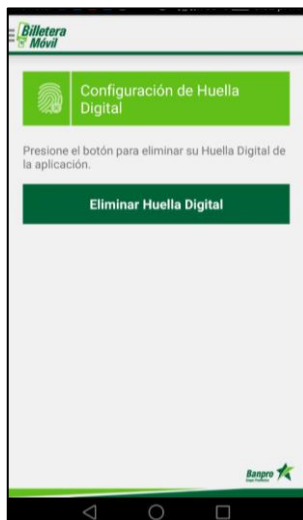 Billetera
Móvil
Configuración de Huella
Digital
Presione el botón para eliminar su Huella Digital de
la aplicación.
Eliminar Huella Digital
Banpro